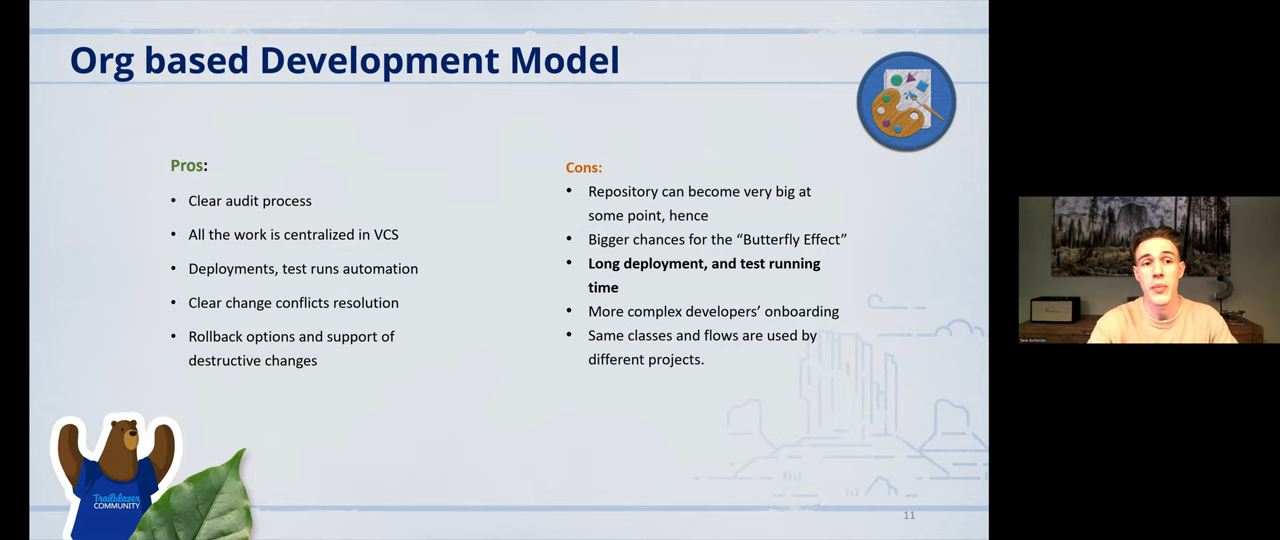 Org based Development Model
Pros:
• Clear audit process
• All the work is centralized in VCS
• Deployments, test runs automation
• Clear change conflicts resolution
• Rollback options and support of
destructive changes
Cons:
• Repository can become very big at
some point, hence
• Bigger chances for the “Butterfly Effect”
• Long deployment, and test running
time
• More complex developers’ onboarding
• Same classes and flows are used by
different projects.
Trailblazer
COMMUNITY
11